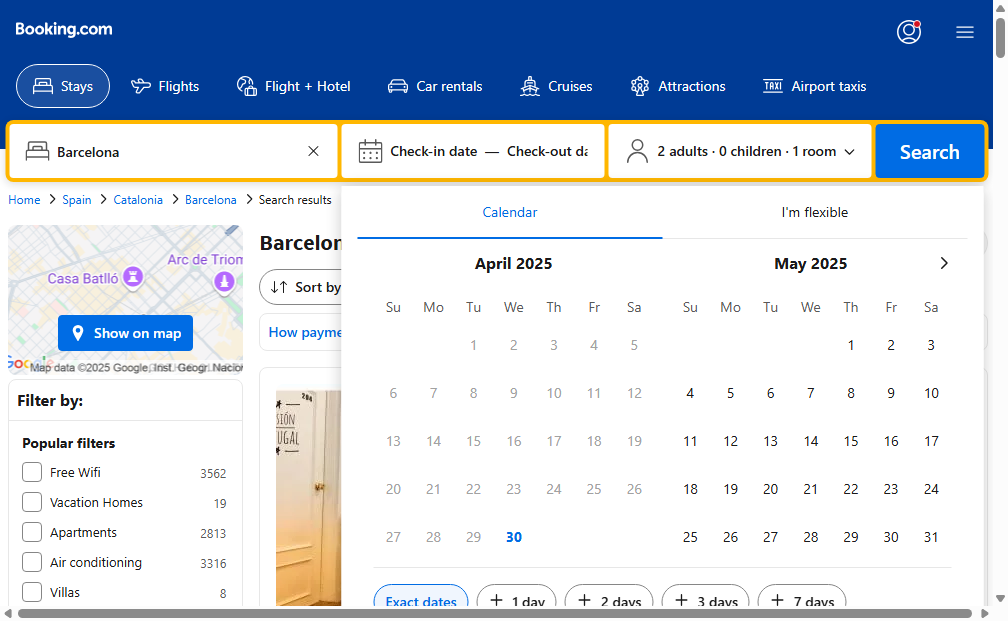 Booking.com
Stays
Flights
Flight + Hotel
Car rentals
Cruises
Attractions
Airport taxis
Barcelona
Check-in date — Check-out da
2 adults · 0 children · 1 room
Search
Home > Spain > Catalonia > Barcelona > Search results
Calendar
I'm flexible
April 2025
Su Mo Tu We Th Fr Sa
1 2 3 4 5
6 7 8 9 10 11 12
13 14 15 16 17 18 19
20 21 22 23 24 25 26
27 28 29 30
May 2025
Su Mo Tu We Th Fr Sa
1 2 3
4 5 6 7 8 9 10
11 12 13 14 15 16 17
18 19 20 21 22 23 24
25 26 27 28 29 30 31
Exact dates
1 day
2 days
3 days
7 days
Arc de Triom
Casa Batlló
Show on map
Map data ©2025 Google, Inst. Geogr. Nacion
Filter by:
Popular filters
Free Wifi 3562
Vacation Homes 19
Apartments 2813
Air conditioning 3316
Villas 8
Barcelon
Sort by
How payme
204
SIÓN
UGAL